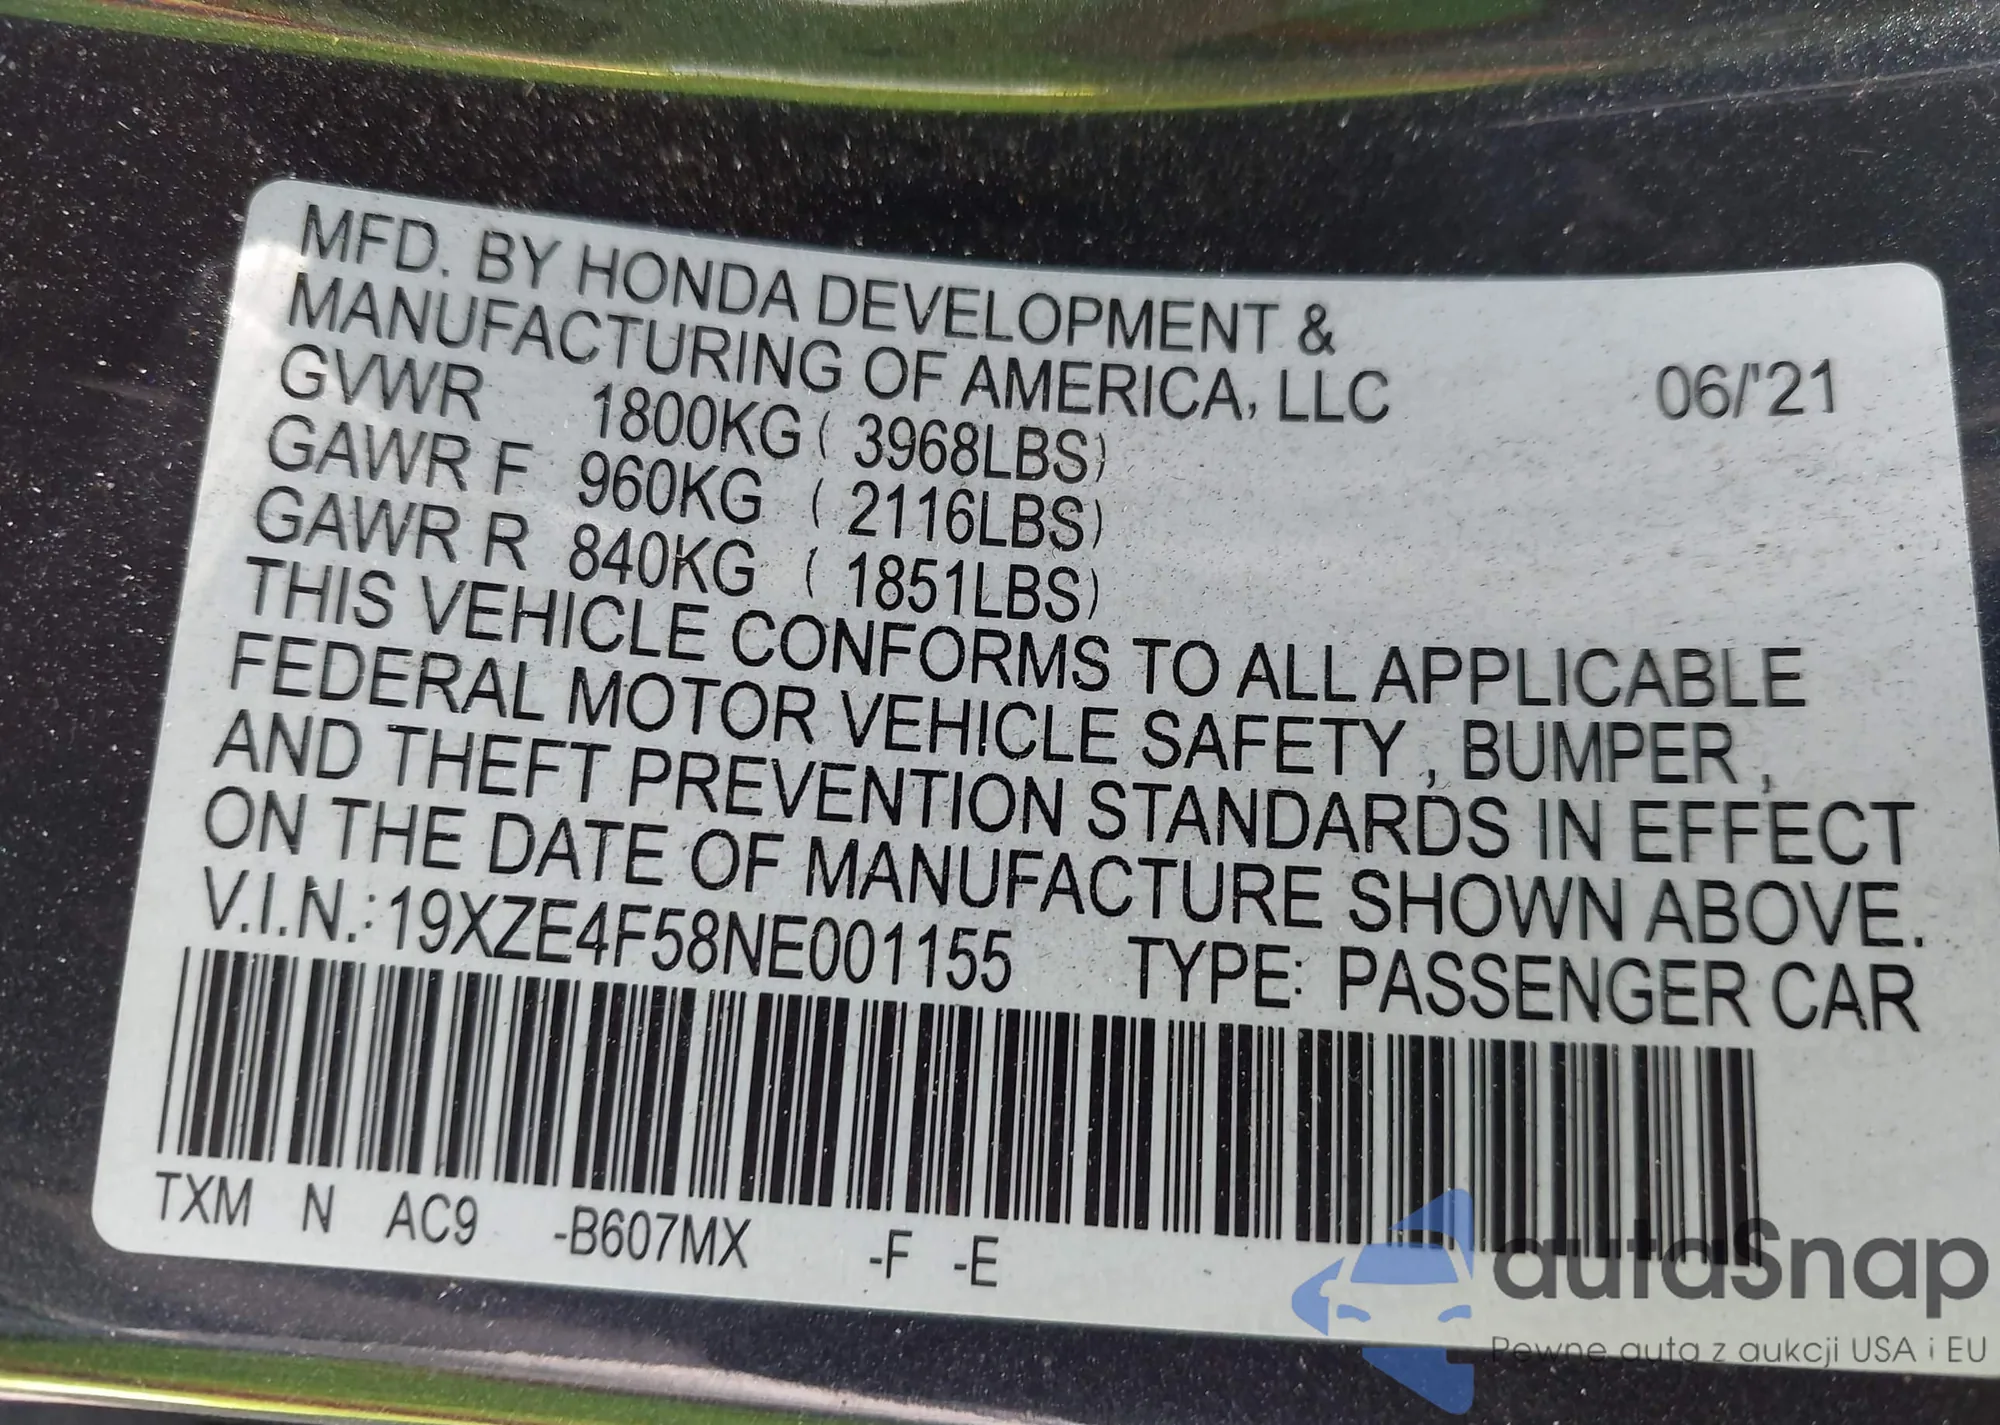 MFD. BY HONDA DEVELOPMENT &
MANUFACTURING OF AMERICA, LLC 06/'21
GVWR 1800KG ( 3968LBS)
GAWR F 960KG ( 2116LBS)
GAWR R 840KG ( 1851LBS)
THIS VEHICLE CONFORMS TO ALL APPLICABLE
FEDERAL MOTOR VEHICLE SAFETY , BUMPER ,
AND THEFT PREVENTION STANDARDS IN EFFECT
ON THE DATE OF MANUFACTURE SHOWN ABOVE.
V.I.N.: 19XZE4F58NE001155 TYPE: PASSENGER CAR
TXM N AC9 -B607MX -F -E
autaSnap
Pewne auta z aukcji USA i EU